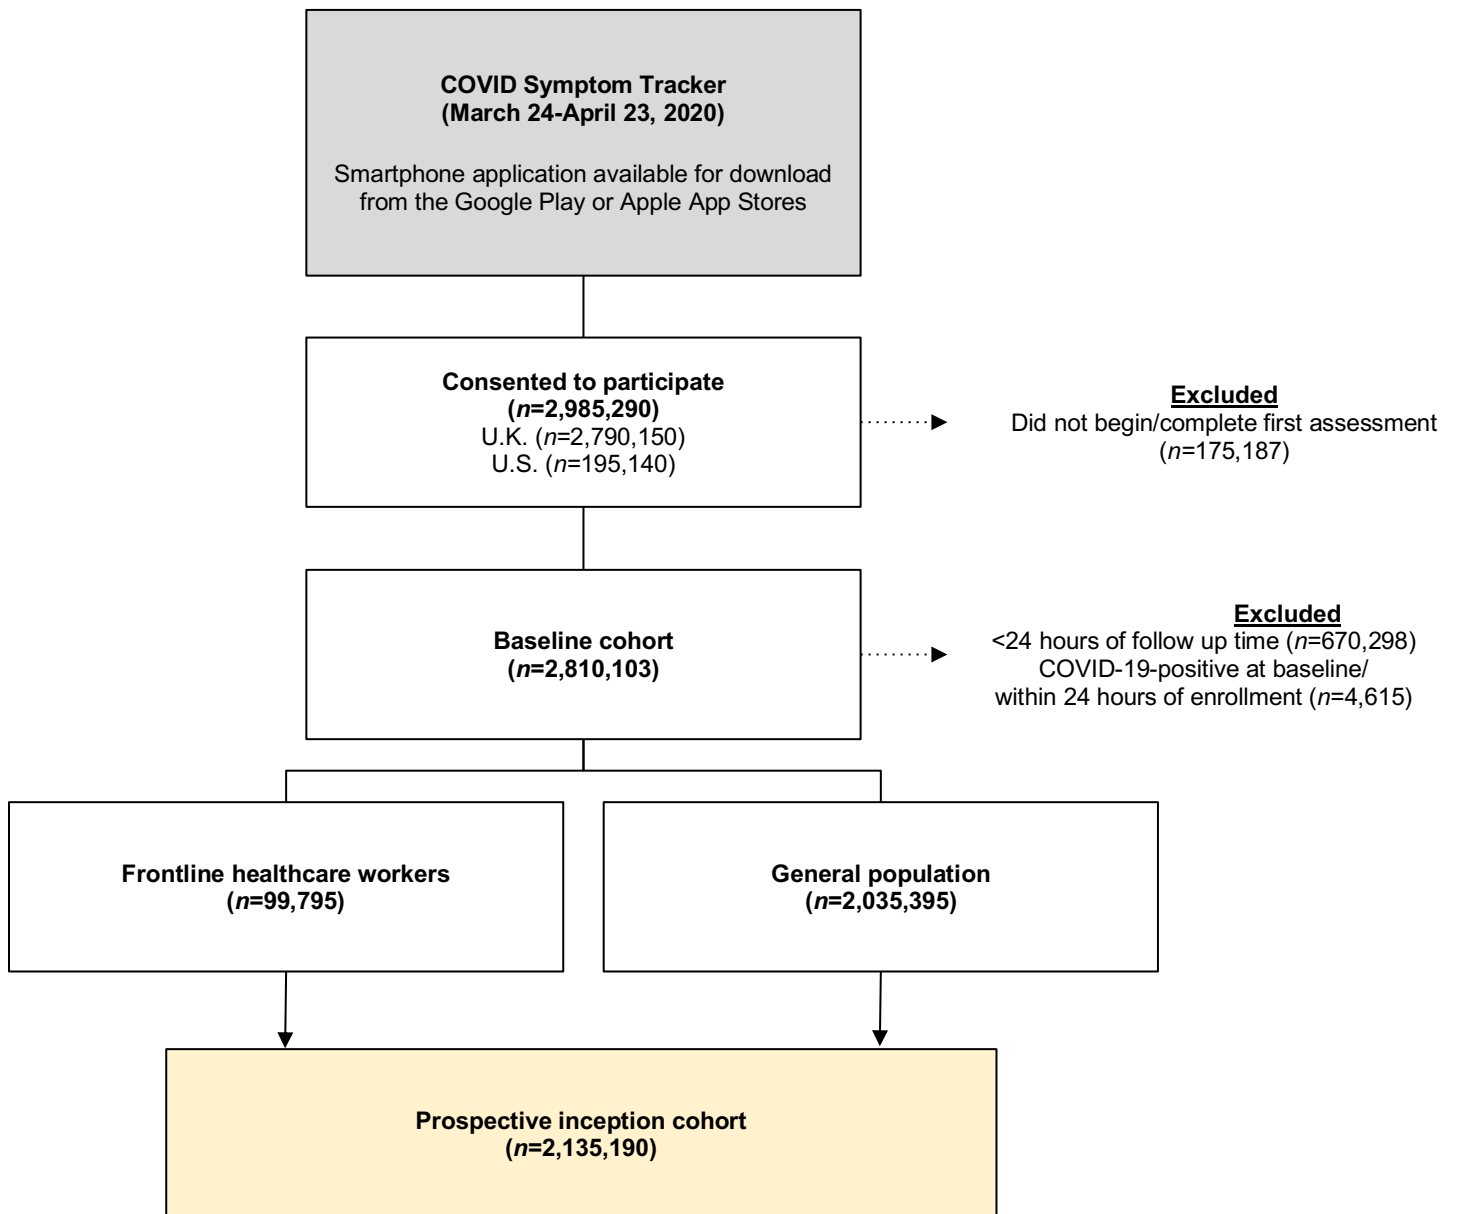 COVID Symptom Tracker
(March 24-April 23, 2020)
Smartphone application available for download
from the Google Play or Apple App Stores
Consented to participate
(n=2,985,290)
U.K. (n=2,790,150)
U.S. (n=195,140)
Excluded
Did not begin/complete first assessment
(n=175,187)
Baseline cohort
(n=2,810,103)
Excluded
<24 hours of follow up time (n=670,298)
COVID-19-positive at baseline/
within 24 hours of enrollment (n=4,615)
Frontline healthcare workers
(n=99,795)
General population
(n=2,035,395)
Prospective inception cohort
(n=2,135,190)